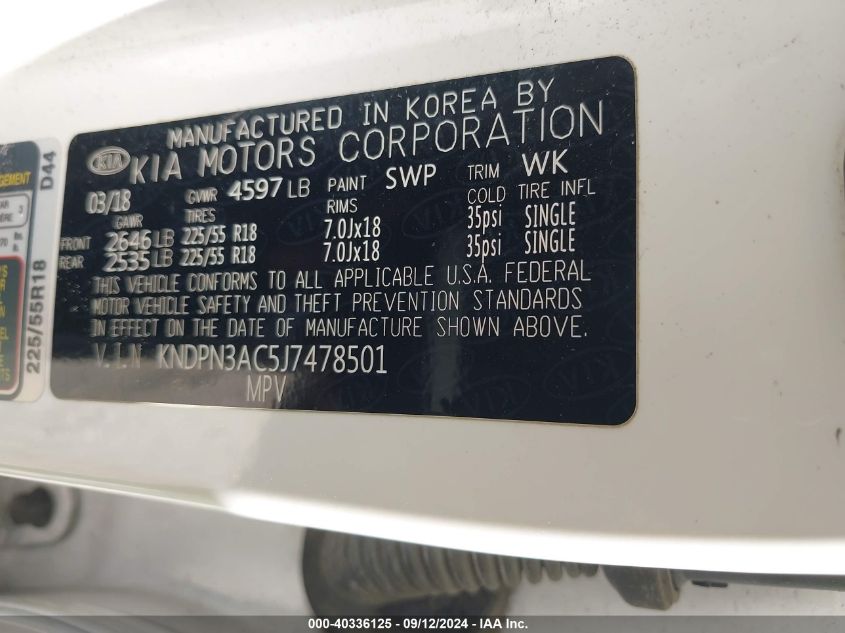 MANUFACTURED IN KOREA BY
KIA KIA MOTORS CORPORATION
03/18 GVWR 4597 LB PAINT SWP TRIM WK
GAWR TIRES RIMS COLD TIRE INFL
FRONT 2646 LB 225/55 R18 7.0Jx18 35psi SINGLE
REAR 2535 LB 225/55 R18 7.0Jx18 35psi SINGLE
THIS VEHICLE CONFORMS TO ALL APPLICABLE U.S.A. FEDERAL
MOTOR VEHICLE SAFETY AND THEFT PREVENTION STANDARDS
IN EFFECT ON THE DATE OF MANUFACTURE SHOWN ABOVE.
V.I.N KNDPN3AC5J7478501
MPV
D44
225/55R18
000-40336125 - 09/12/2024 - IAA Inc.